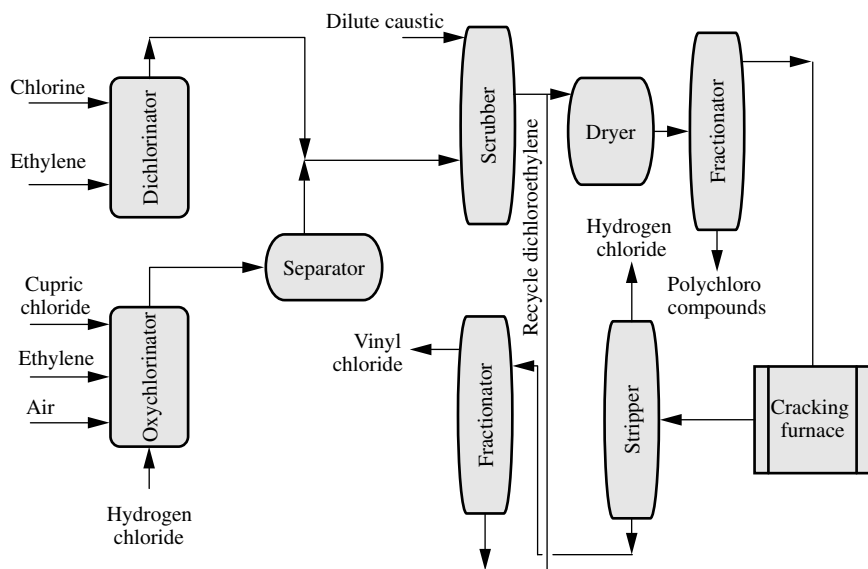 Dilute caustic
Chlorine
Ethylene
Dichlorinator
Scrubber
Dryer
Fractionator
Recycle dichloroethylene
Hydrogen
chloride
Polychloro
compounds
Separator
Cupric
chloride
Ethylene
Air
Oxychlorinator
Hydrogen
chloride
Vinyl
chloride
Fractionator
Stripper
Cracking
furnace